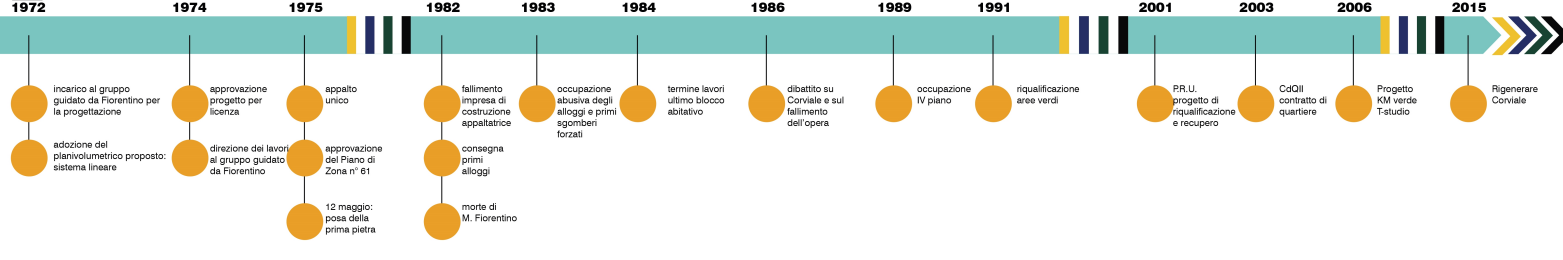 1972
incarico al gruppo
guidato da Fiorentino per
la progettazione
adozione del
planivolumetrico proposto:
sistema lineare
1974
approvazione
progetto per
licenza
direzione dei lavori
al gruppo guidato
da Fiorentino
1975
appalto
unico
approvazione
del Piano di
Zona n° 61
12 maggio:
posa della
prima pietra
1982
fallimento
impresa di
costruzione
appaltatrice
consegna
primi
alloggi
morte di
M. Fiorentino
1983
occupazione
abusiva degli
alloggi e primi
sgomberi
forzati
1984
termine lavori
ultimo blocco
abitativo
1986
dibattito su
Corviale e sul
fallimento
dell'opera
1989
occupazione
IV piano
1991
riqualificazione
aree verdi
2001
P.R.U.
progetto di
riqualificazione
e recupero
2003
CdQII
contratto di
quartiere
2006
Progetto
KM verde
T-studio
2015
Rigenerare
Corviale